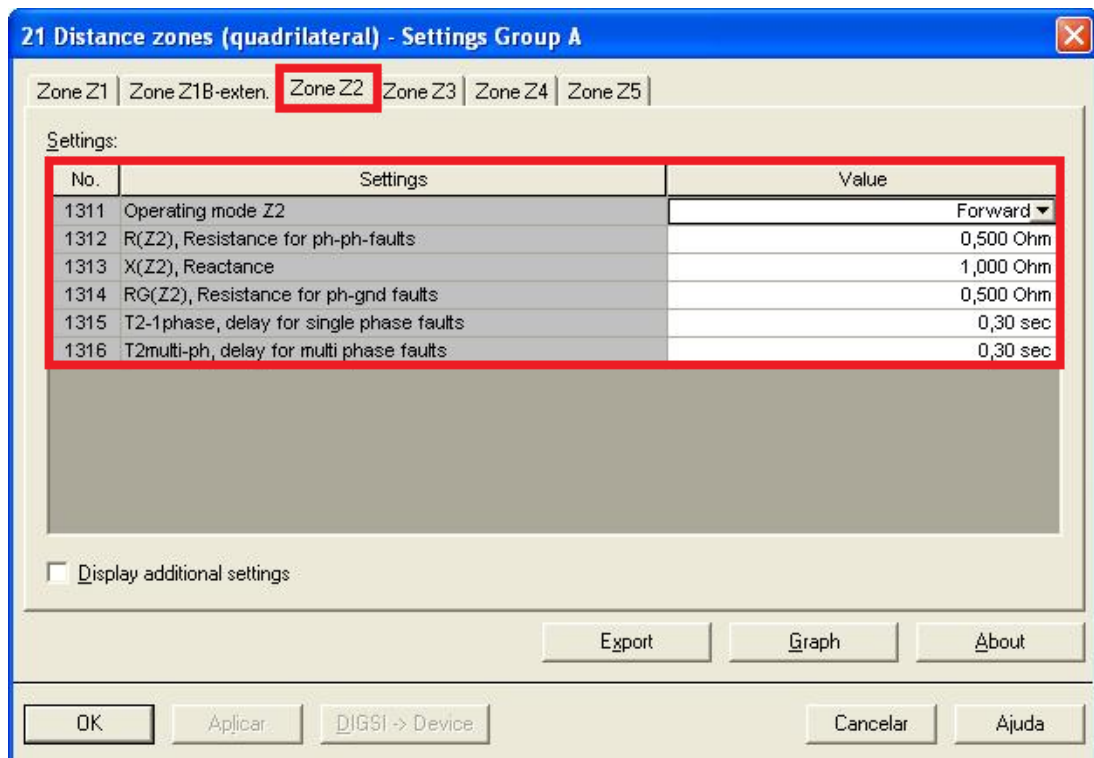 21 Distance zones (quadrilateral) - Settings Group A
Zone Z1 Zone Z1B-exten. Zone Z2 Zone Z3 Zone Z4 Zone Z5
Settings:
No. Settings Value
1311 Operating mode Z2 Forward
1312 R(Z2), Resistance for ph-ph-faults 0,500 Ohm
1313 X(Z2), Reactance 1,000 Ohm
1314 RG(Z2), Resistance for ph-gnd faults 0,500 Ohm
1315 T2-1phase, delay for single phase faults 0,30 sec
1316 T2multi-ph, delay for multi phase faults 0,30 sec
Display additional settings
Export Graph About
OK Aplicar DIGSI -> Device Cancelar Ajuda